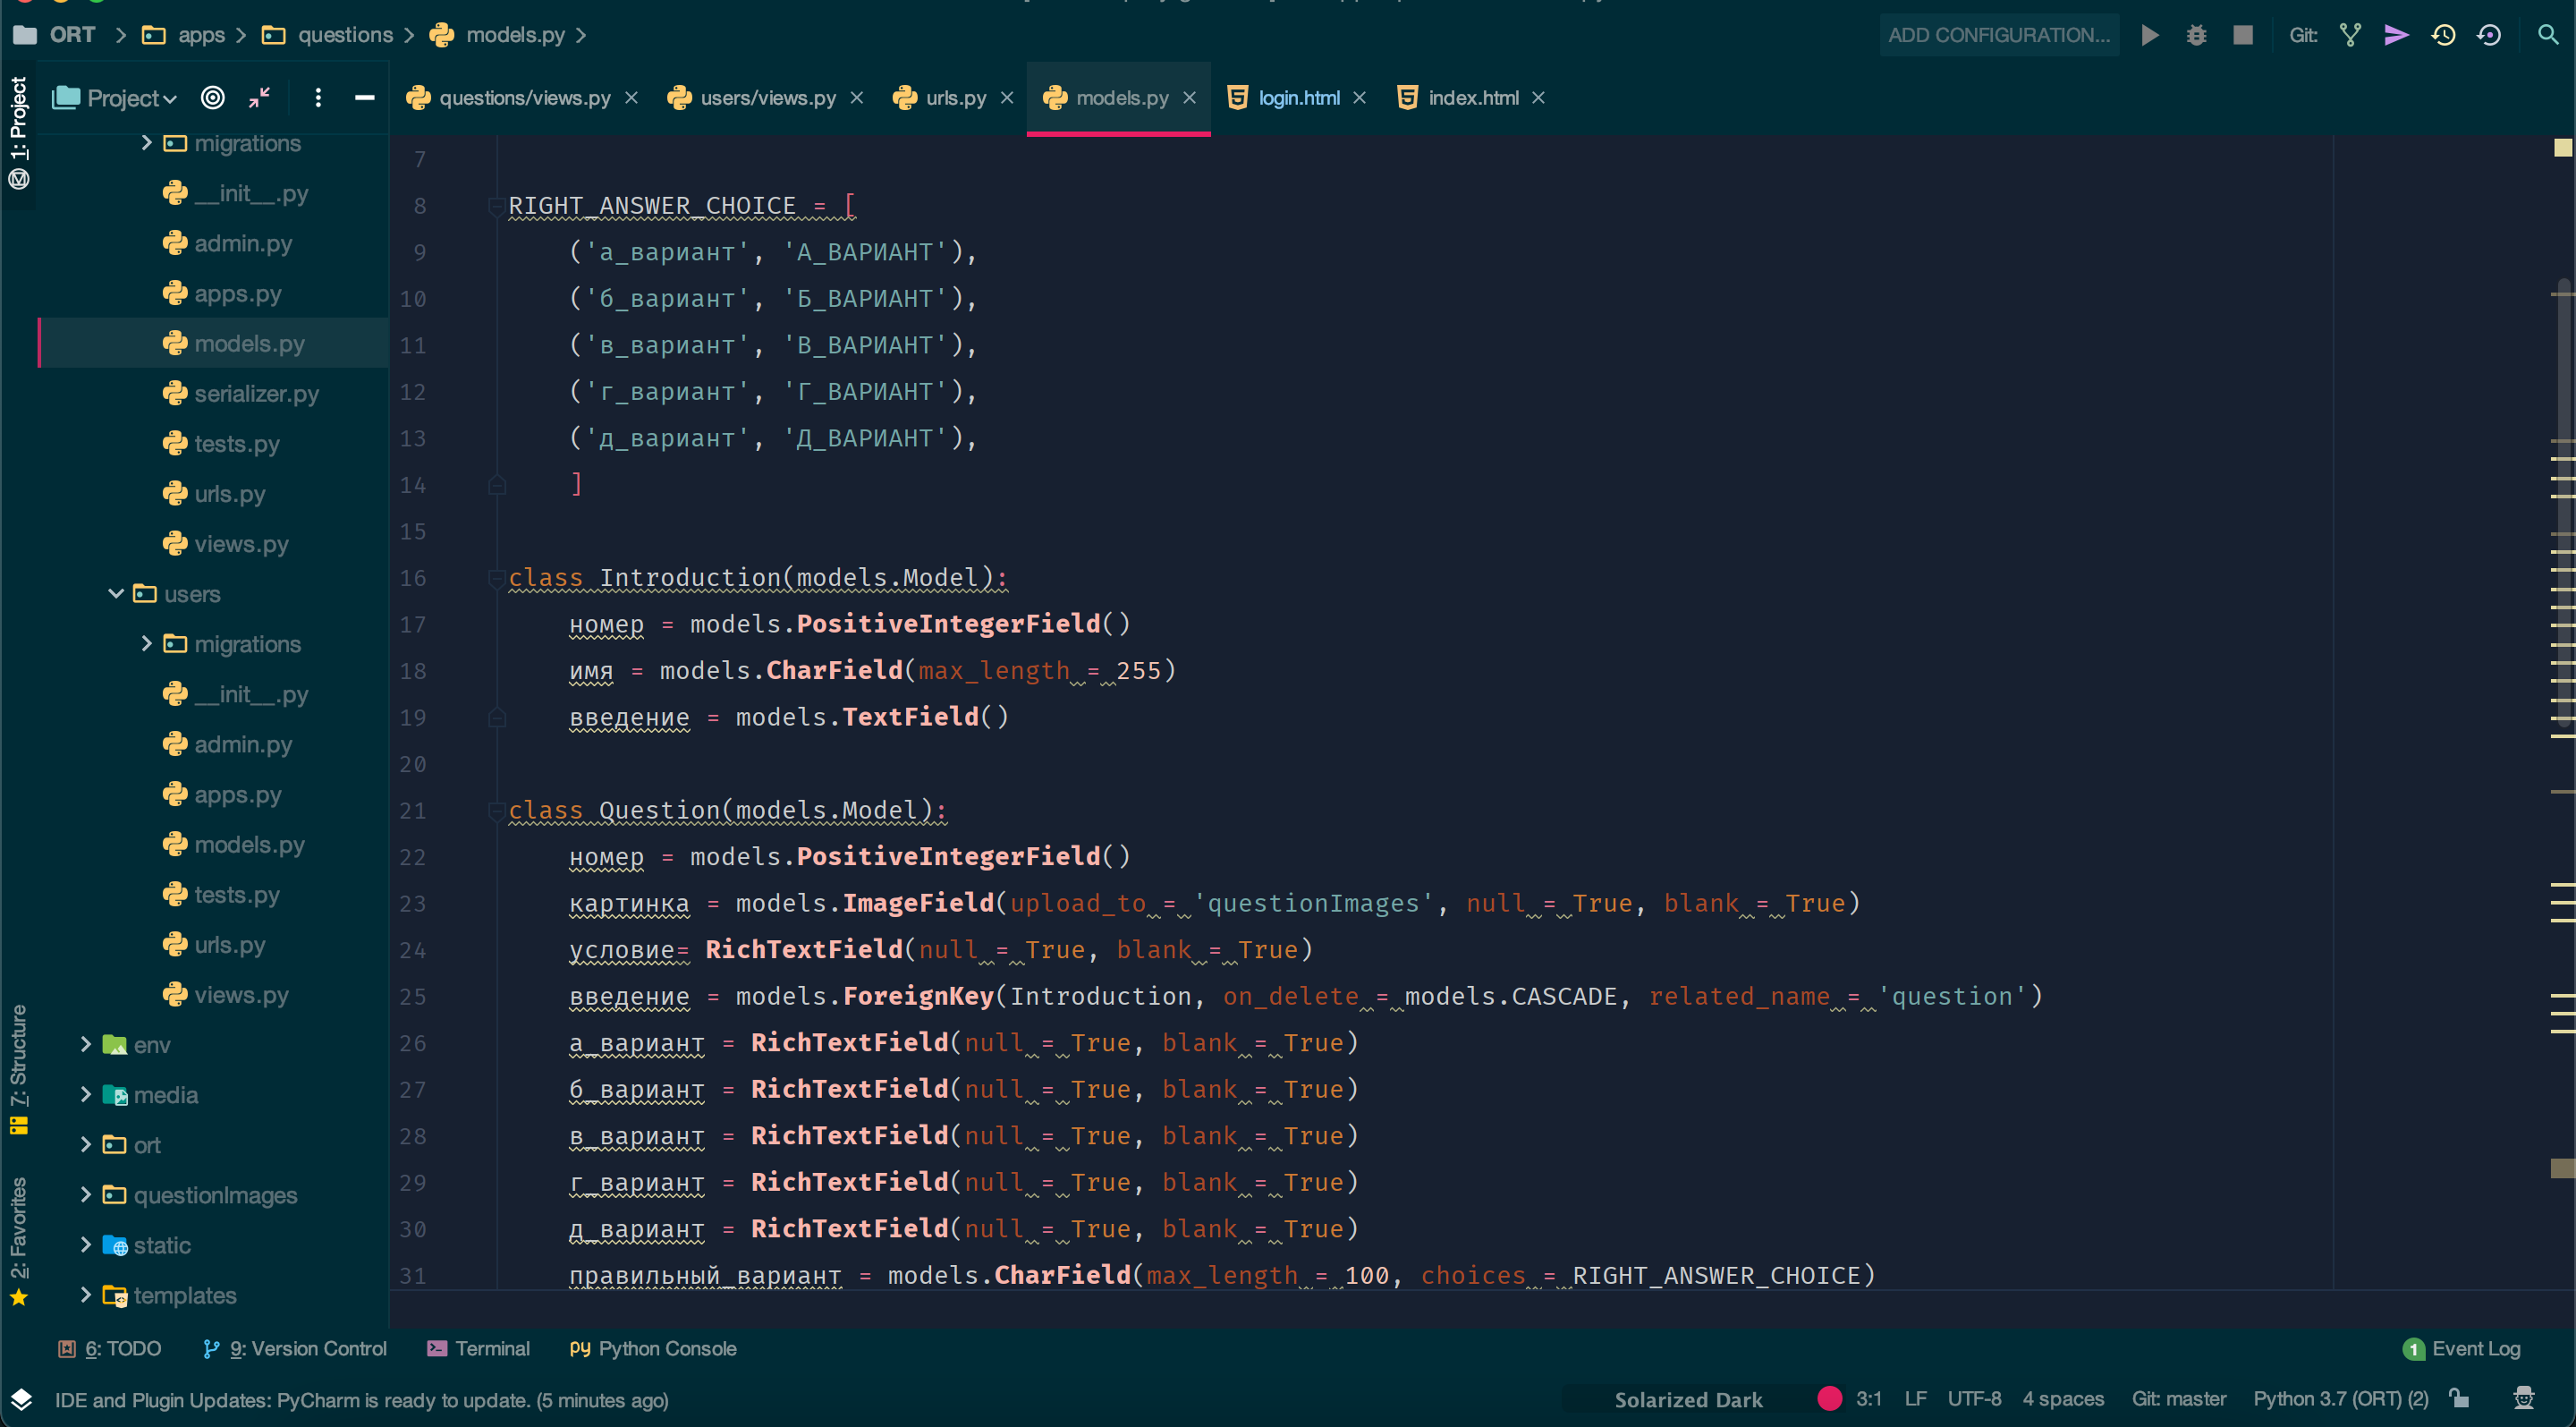 ORT > apps > questions > models.py >
ADD CONFIGURATION...
Git:
1: Project
Project
questions/views.py
users/views.py
urls.py
models.py
login.html
index.html
migrations
__init__.py
admin.py
apps.py
models.py
serializer.py
tests.py
urls.py
views.py
users
migrations
__init__.py
admin.py
apps.py
models.py
tests.py
urls.py
views.py
env
media
ort
questionImages
static
templates
7: Structure
2: Favorites
7
8 RIGHT_ANSWER_CHOICE = [
9 ('а_вариант', 'А_ВАРИАНТ'),
10 ('б_вариант', 'Б_ВАРИАНТ'),
11 ('в_вариант', 'В_ВАРИАНТ'),
12 ('г_вариант', 'Г_ВАРИАНТ'),
13 ('д_вариант', 'Д_ВАРИАНТ'),
14 ]
15
16 class Introduction(models.Model):
17 номер = models.PositiveIntegerField()
18 имя = models.CharField(max_length = 255)
19 введение = models.TextField()
20
21 class Question(models.Model):
22 номер = models.PositiveIntegerField()
23 картинка = models.ImageField(upload_to = 'questionImages', null = True, blank = True)
24 условие= RichTextField(null = True, blank = True)
25 введение = models.ForeignKey(Introduction, on_delete = models.CASCADE, related_name = 'question')
26 а_вариант = RichTextField(null = True, blank = True)
27 б_вариант = RichTextField(null = True, blank = True)
28 в_вариант = RichTextField(null = True, blank = True)
29 г_вариант = RichTextField(null = True, blank = True)
30 д_вариант = RichTextField(null = True, blank = True)
31 правильный_вариант = models.CharField(max_length = 100, choices = RIGHT_ANSWER_CHOICE)
6: TODO
9: Version Control
Terminal
Python Console
1 Event Log
IDE and Plugin Updates: PyCharm is ready to update. (5 minutes ago)
Solarized Dark
3:1
LF
UTF-8
4 spaces
Git: master
Python 3.7 (ORT) (2)